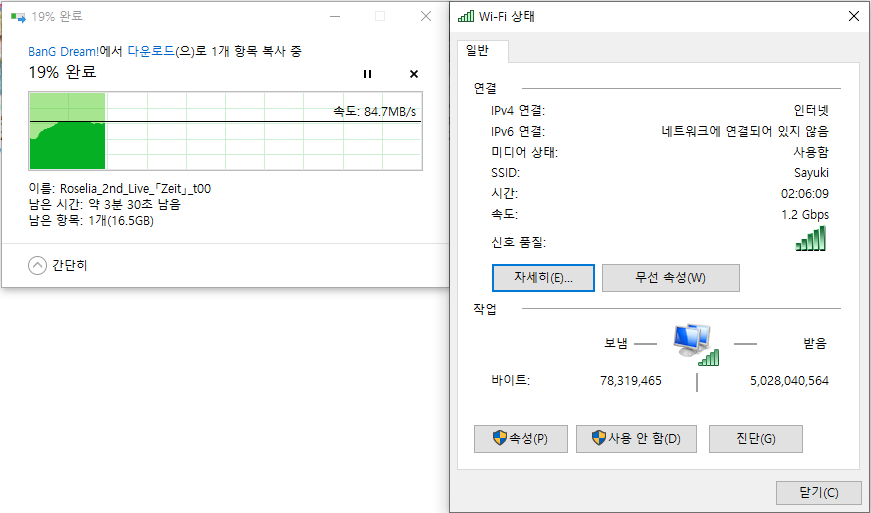 19% 완료
BanG Dream!에서 다운로드(으)로 1개 항목 복사 중
19% 완료
속도: 84.7MB/s
이름: Roselia_2nd_Live_「Zeit」_t00
남은 시간: 약 3분 30초 남음
남은 항목: 1개(16.5GB)
간단히
Wi-Fi 상태
일반
연결
IPv4 연결: 인터넷
IPv6 연결: 네트워크에 연결되어 있지 않음
미디어 상태: 사용함
SSID: Sayuki
시간: 02:06:09
속도: 1.2 Gbps
신호 품질:
자세히(E)... 무선 속성(W)
작업
보냄 받음
바이트: 78,319,465 5,028,040,564
속성(P) 사용 안 함(D) 진단(G)
닫기(C)